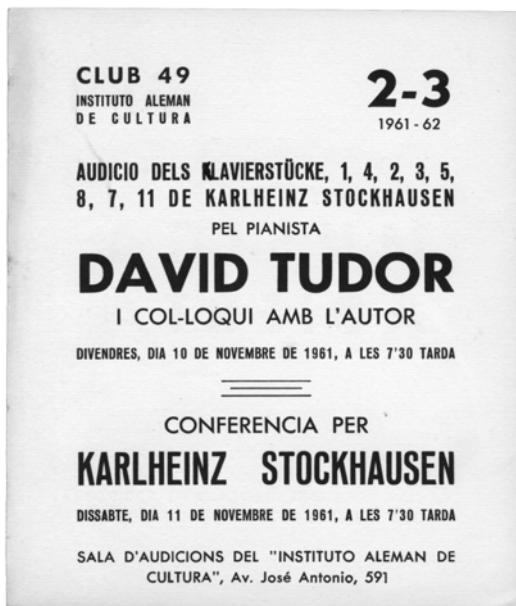 CLUB 49
INSTITUTO ALEMAN
DE CULTURA
2-3
1961-62
AUDICIO DELS KLAVIERSTÜCKE, 1, 4, 2, 3, 5,
8, 7, 11 DE KARLHEINZ STOCKHAUSEN
PEL PIANISTA
DAVID TUDOR
I COL-LOQUI AMB L'AUTOR
DIVENDRES, DIA 10 DE NOVEMBRE DE 1961, A LES 7'30 TARDA
CONFERENCIA PER
KARLHEINZ STOCKHAUSEN
DISSABTE, DIA 11 DE NOVEMBRE DE 1961, A LES 7'30 TARDA
SALA D'AUDICIONS DEL "INSTITUTO ALEMAN DE
CULTURA", Av. José Antonio, 591